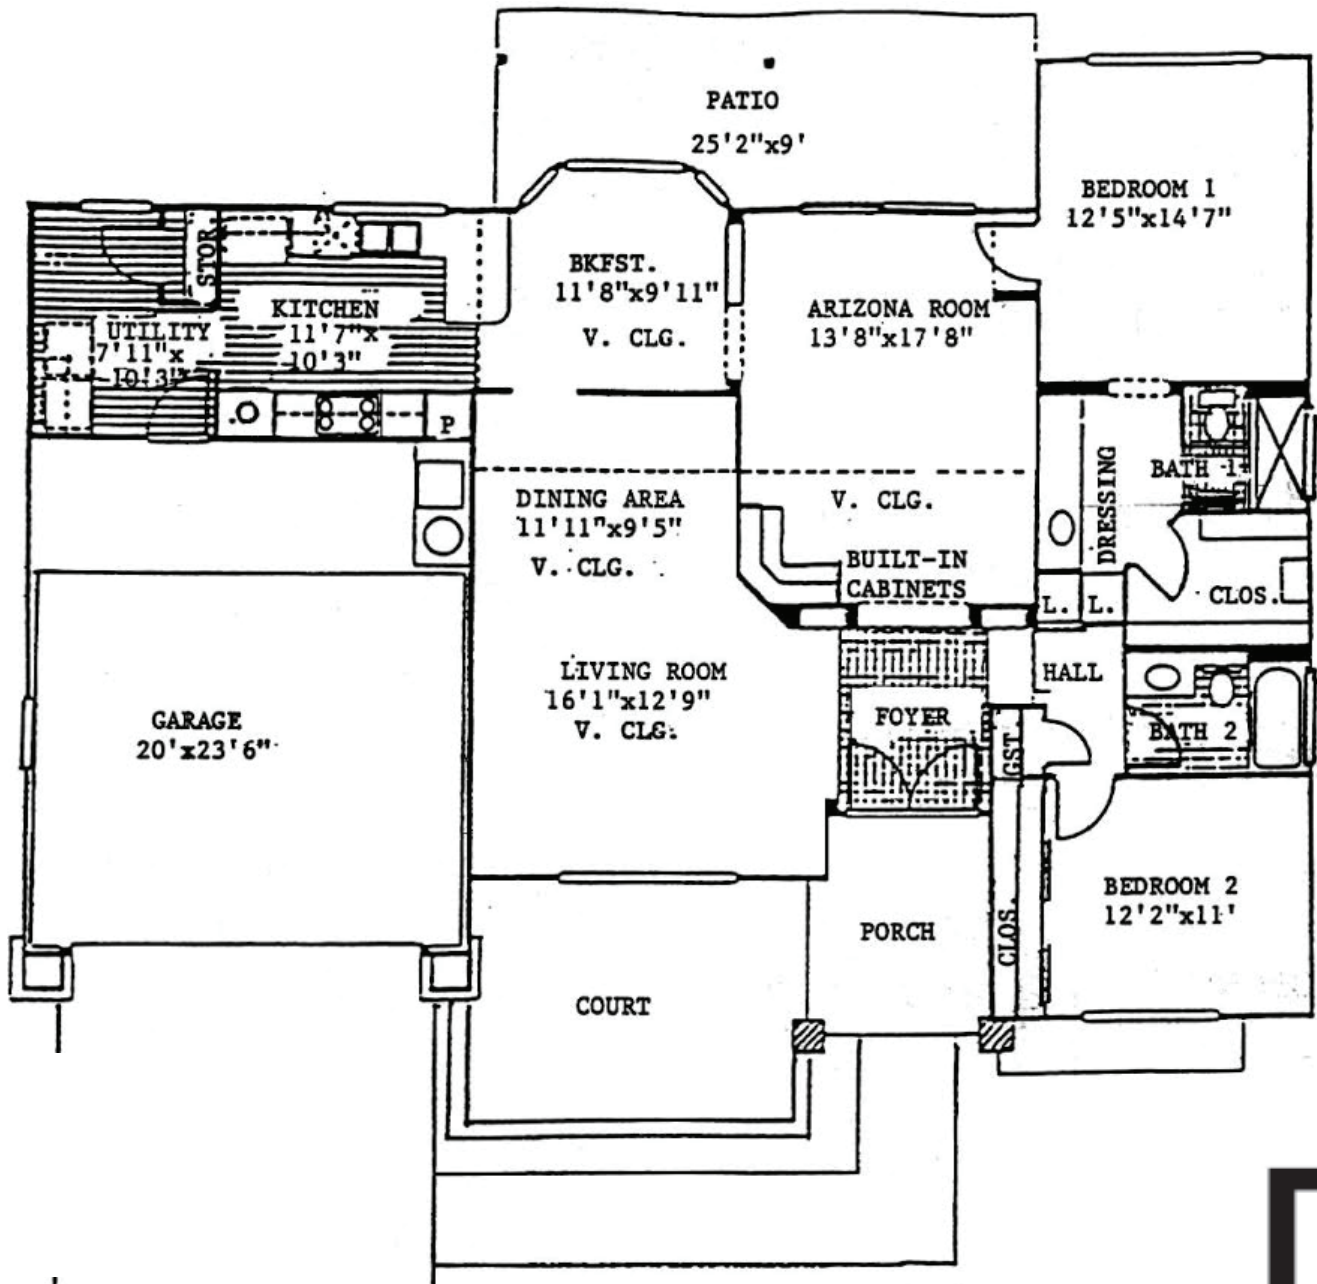 PATIO
25'2"x9'
BEDROOM 1
12'5"x14'7"
STOR
BKFST.
11'8"x9'11"
V. CLG.
KITCHEN
11'7"x
10'3"
UTILITY
7'11"x
10'3"
ARIZONA ROOM
13'8"x17'8"
P
DINING AREA
11'11"x9'5"
V. CLG.
V. CLG.
BUILT-IN
CABINETS
DRESSING
BATH 1
L. L.
CLOS.
LIVING ROOM
16'1"x12'9"
V. CLG.
HALL
FOYER
GST
BATH 2
GARAGE
20'x23'6"
BEDROOM 2
12'2"x11'
CLOS.
PORCH
COURT